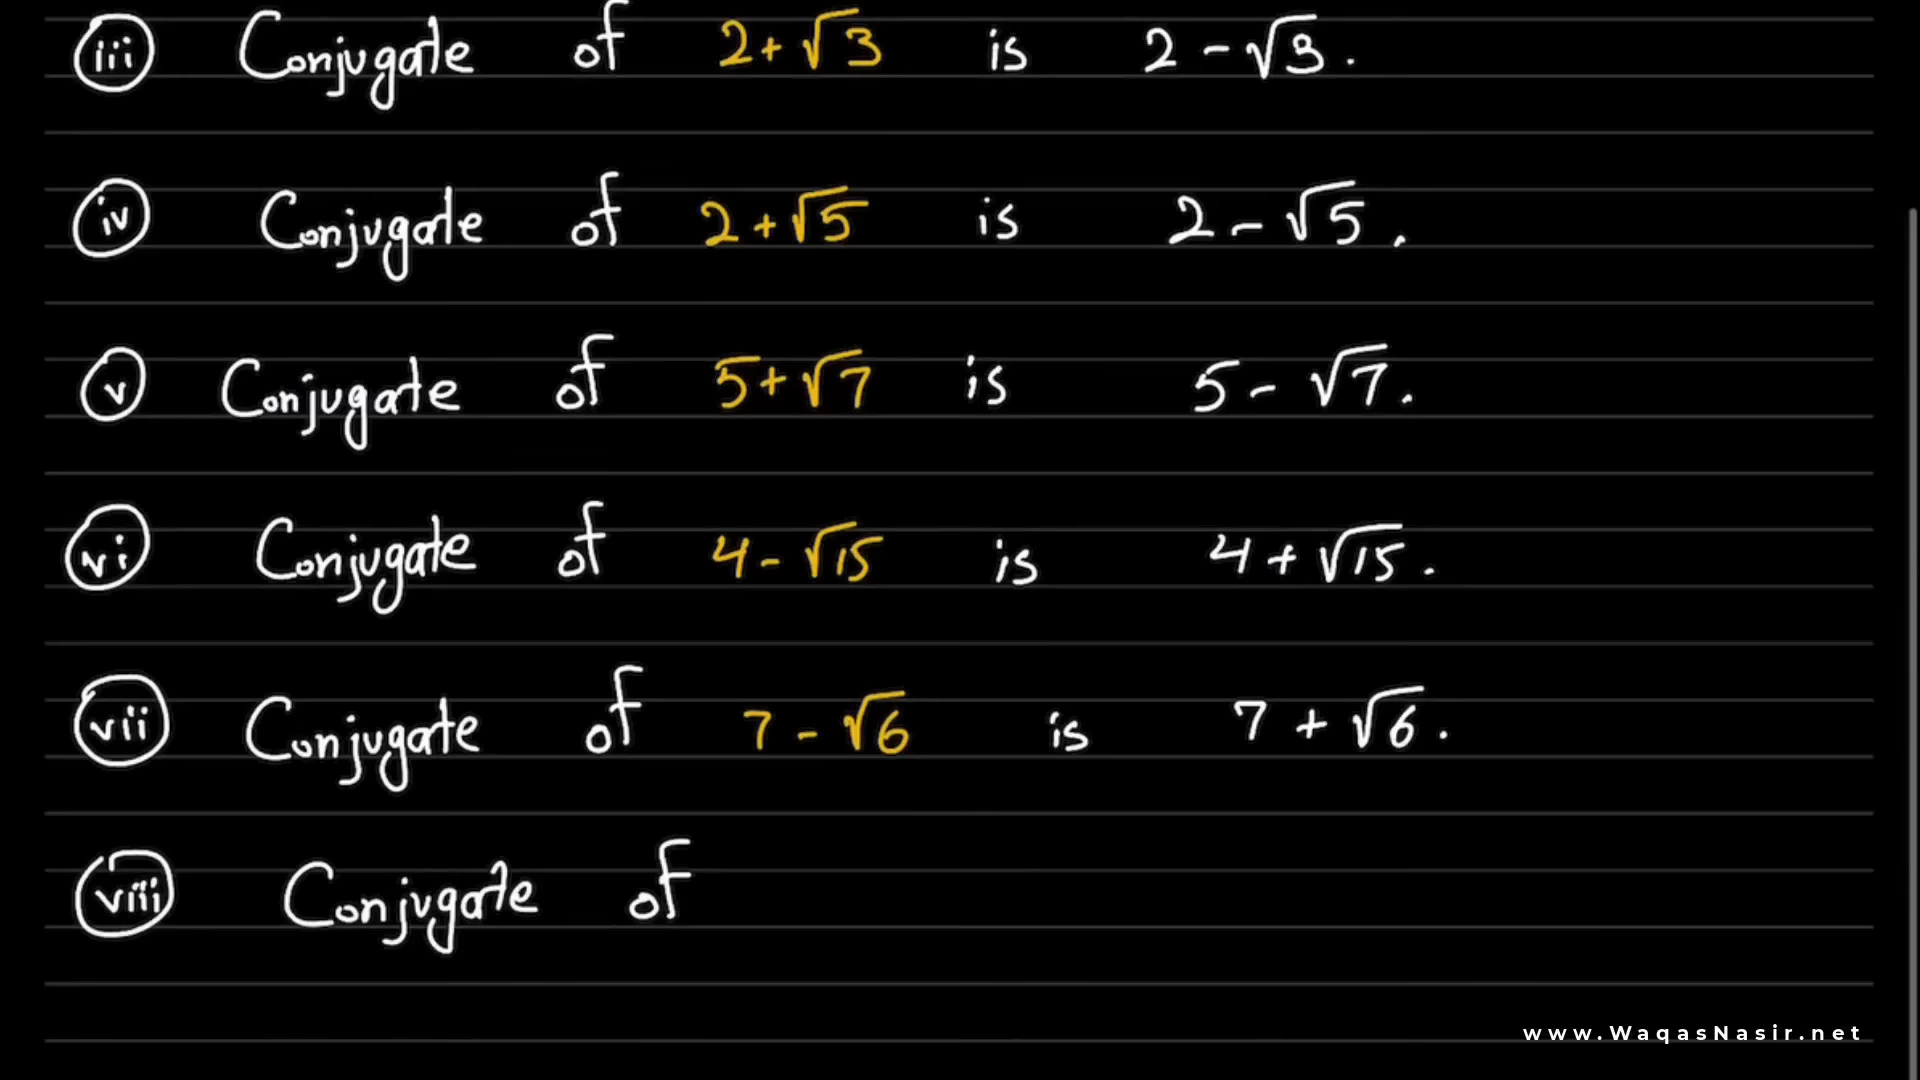 iii Conjugate of 2+√3 is 2-√3.
iv Conjugate of 2+√5 is 2-√5.
v Conjugate of 5+√7 is 5-√7.
vi Conjugate of 4-√15 is 4+√15.
vii Conjugate of 7-√6 is 7+√6.
viii Conjugate of
www.WaqasNasir.net